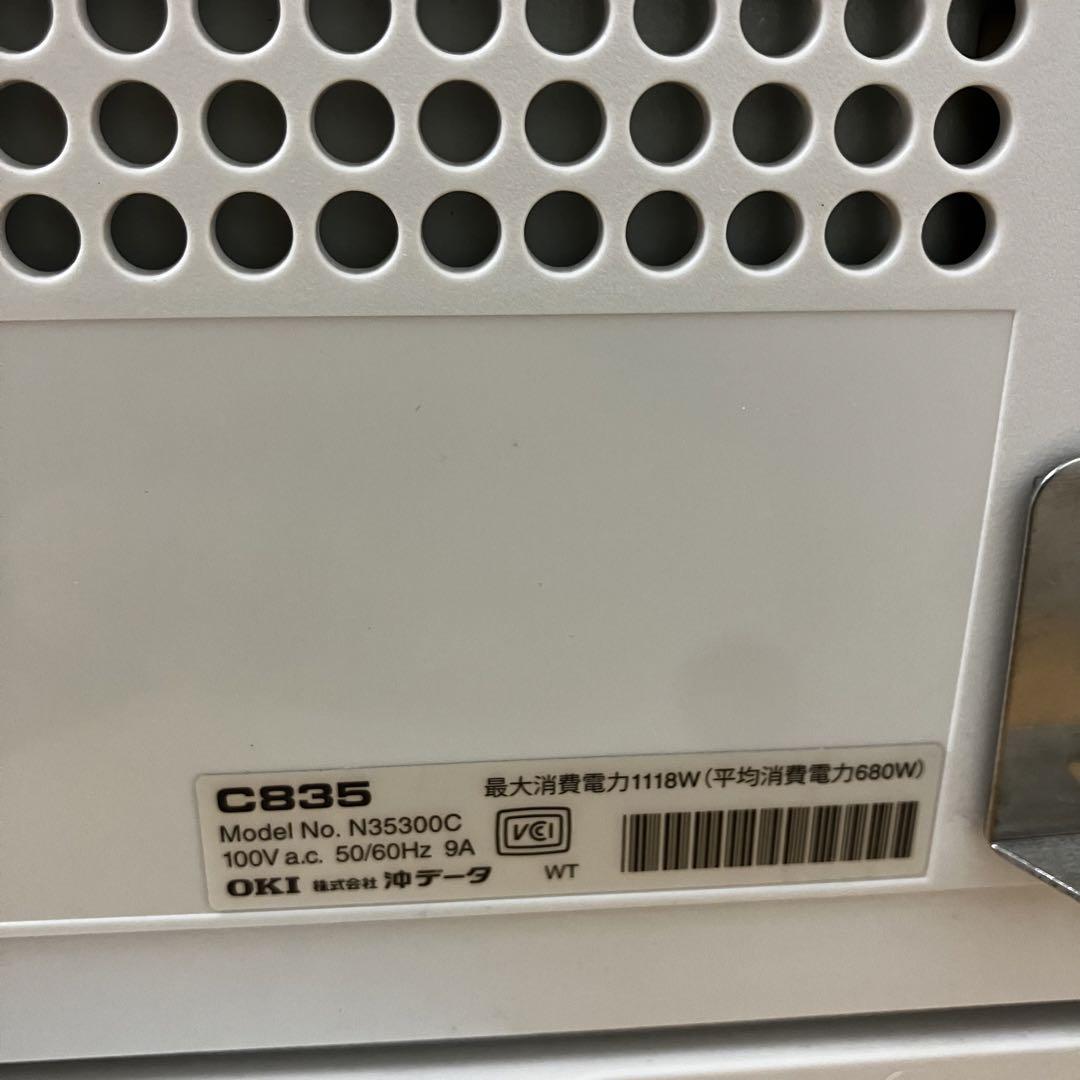 C835
最大消費電力1118W(平均消費電力680W)
Model No. N35300C
100V a.c. 50/60Hz 9A
VCI
OKI 株式会社 沖データ
WT